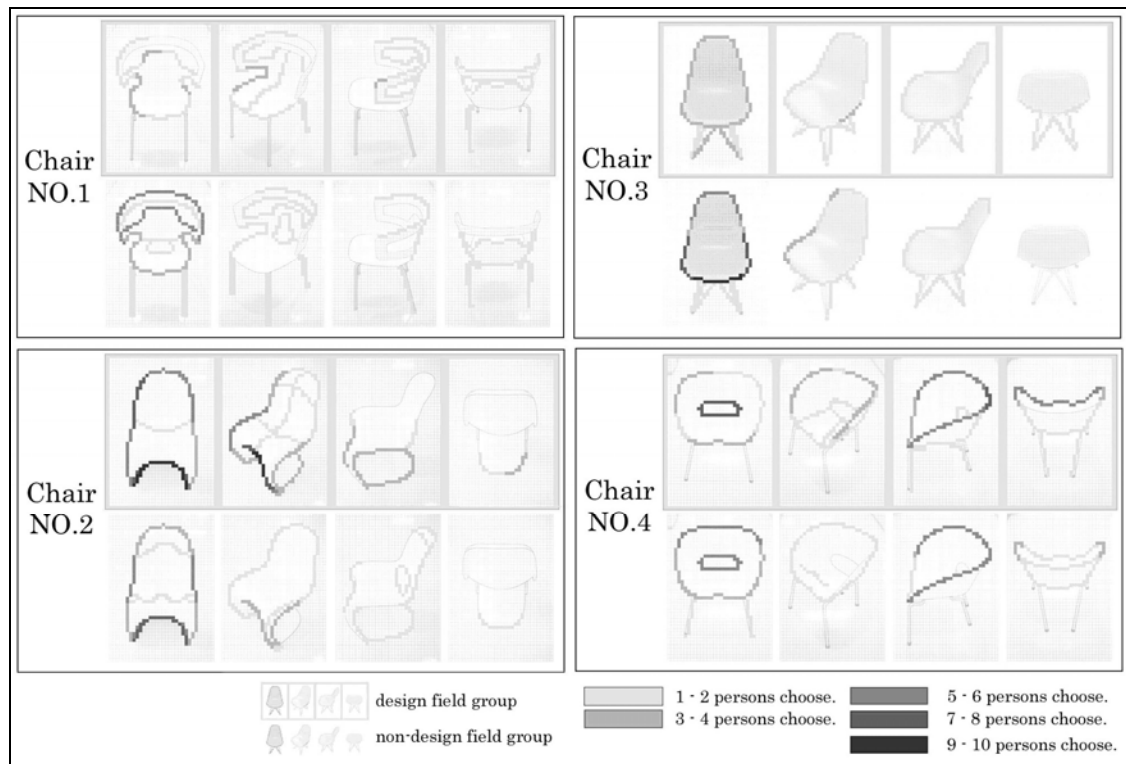 Chair
NO.1
Chair
NO.3
Chair
NO.2
Chair
NO.4
design field group
non-design field group
1 - 2 persons choose.
3 - 4 persons choose.
5 - 6 persons choose.
7 - 8 persons choose.
9 - 10 persons choose.